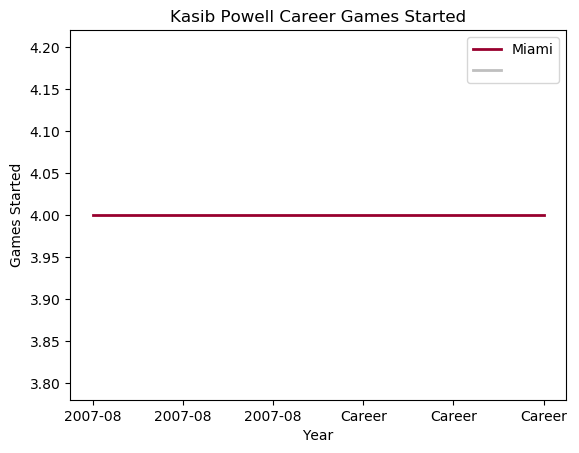 Kasib Powell Career Games Started
Miami
4.20
4.15
4.10
4.05
4.00
3.95
3.90
3.85
3.80
Games Started
2007-08 2007-08 2007-08 Career Career Career
Year